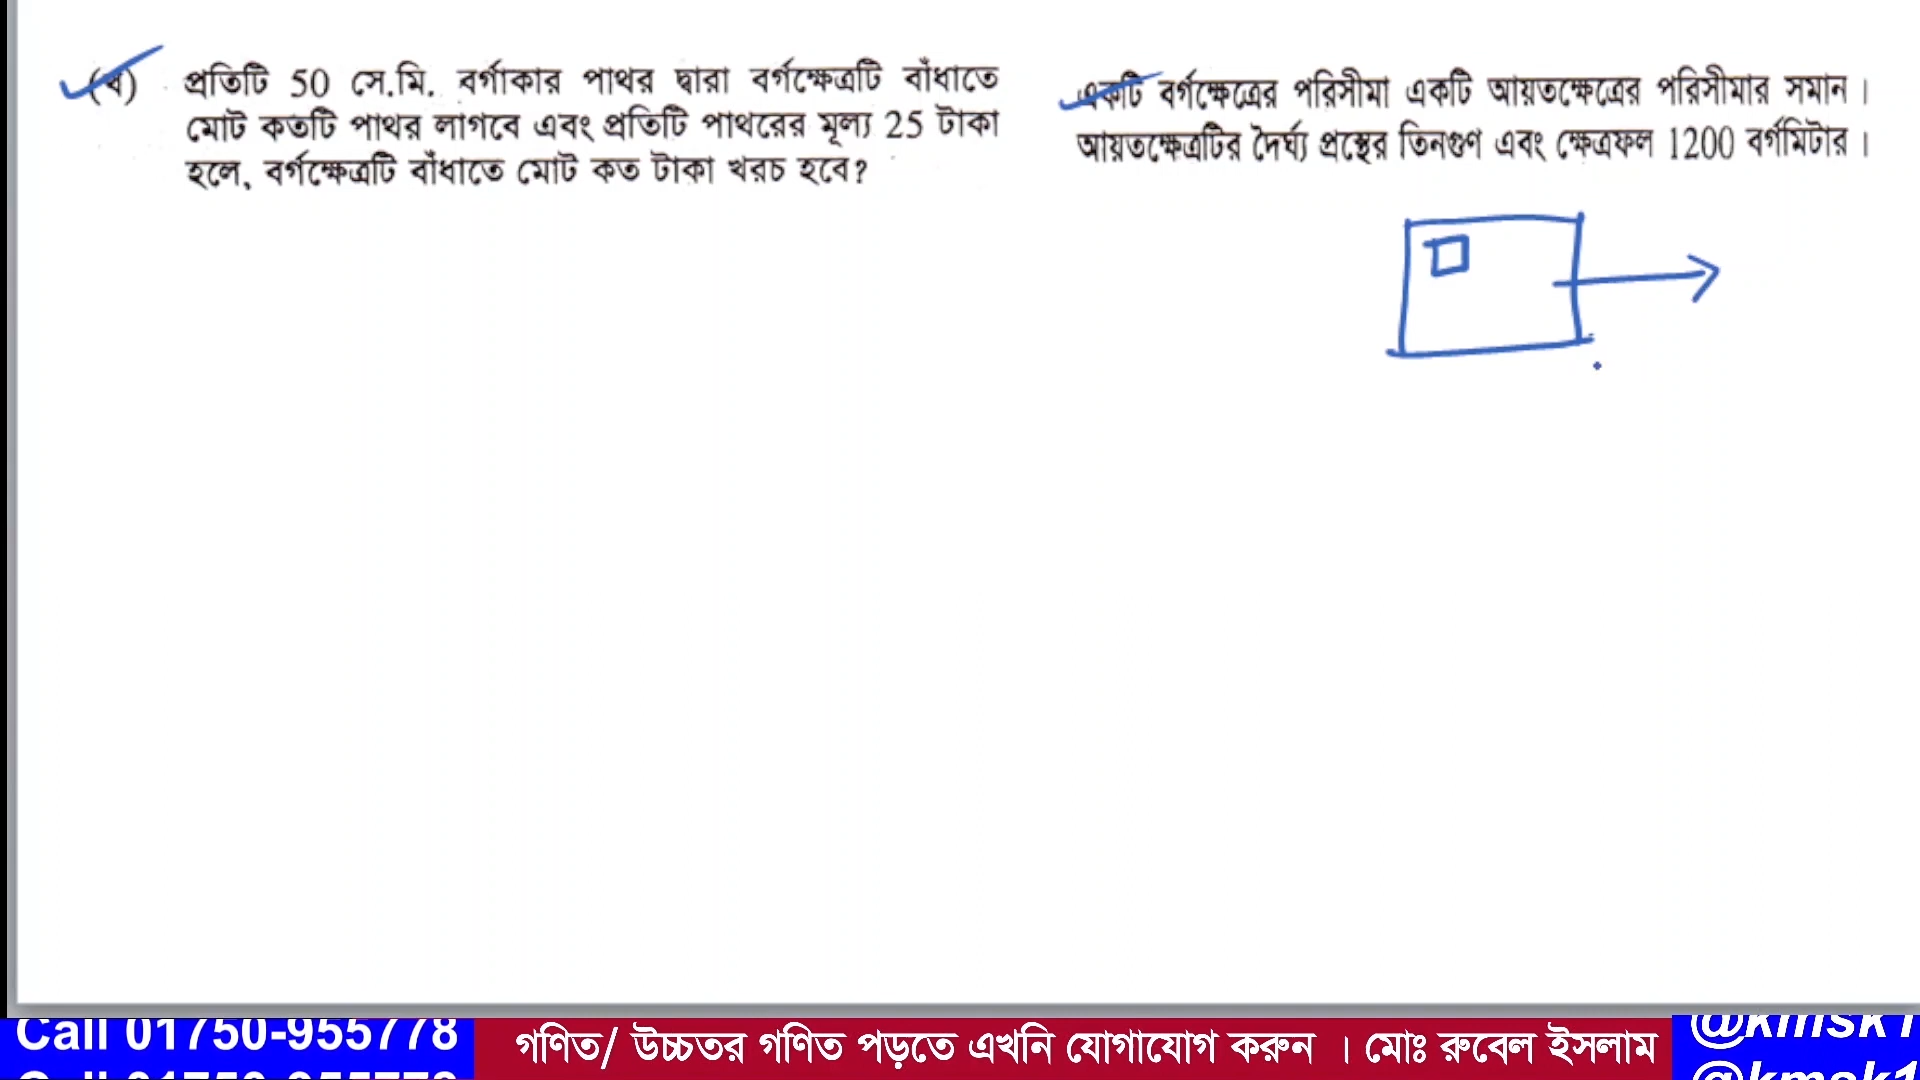 (খ) প্রতিটি 50 সে.মি. বর্গাকার পাথর দ্বারা বর্গক্ষেত্রটি বাঁধাতে
মোট কতটি পাথর লাগবে এবং প্রতিটি পাথরের মূল্য 25 টাকা
হলে, বর্গক্ষেত্রটি বাঁধাতে মোট কত টাকা খরচ হবে?
একটি বর্গক্ষেত্রের পরিসীমা একটি আয়তক্ষেত্রের পরিসীমার সমান।
আয়তক্ষেত্রটির দৈর্ঘ্য প্রস্থের তিনগুণ এবং ক্ষেত্রফল 1200 বর্গমিটার।
Call 01750-955778
গণিত/ উচ্চতর গণিত পড়তে এখনি যোগাযোগ করুন । মোঃ রুবেল ইসলাম